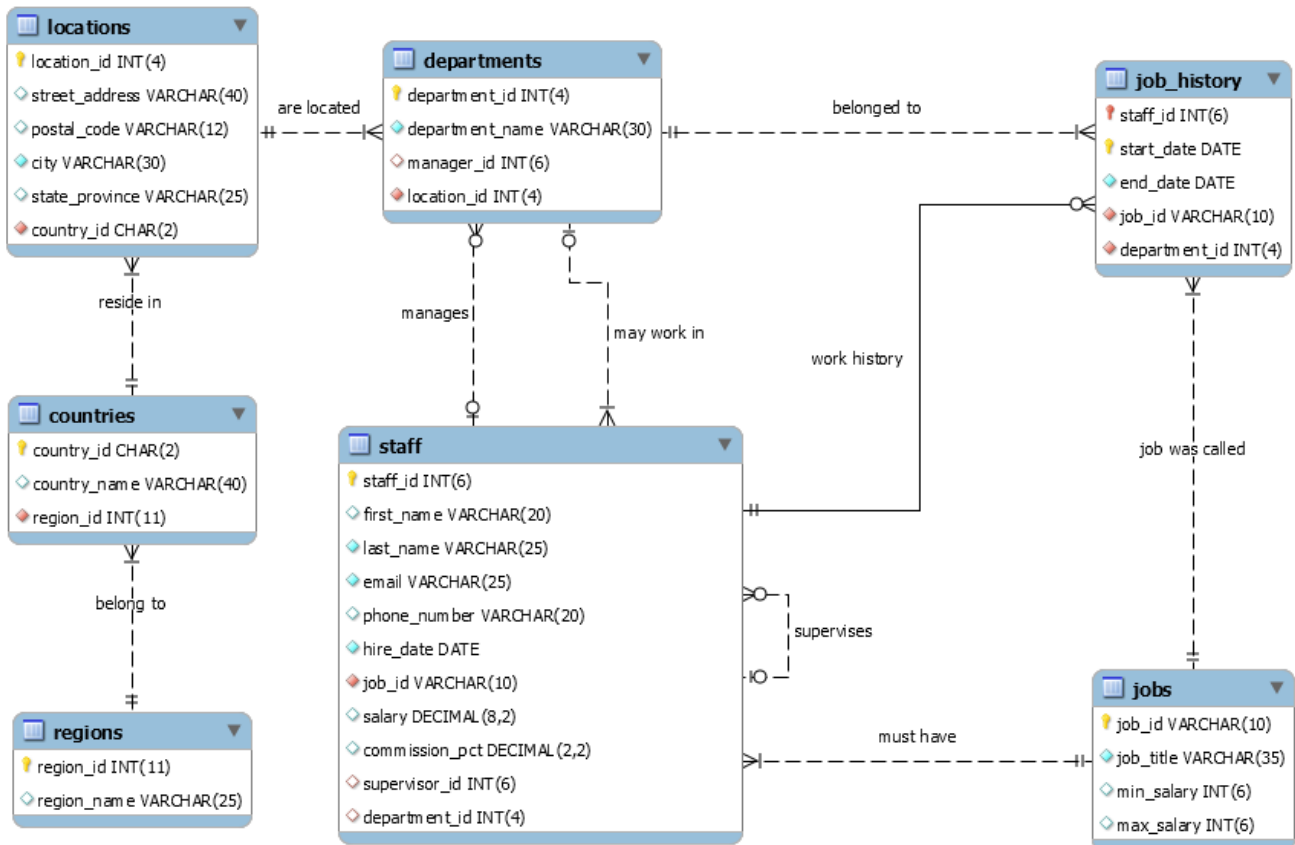 locations
location_id INT(4)
street_address VARCHAR(40)
postal_code VARCHAR(12)
city VARCHAR(30)
state_province VARCHAR(25)
country_id CHAR(2)
are located
departments
department_id INT(4)
department_name VARCHAR(30)
manager_id INT(6)
location_id INT(4)
belonged to
job_history
staff_id INT(6)
start_date DATE
end_date DATE
job_id VARCHAR(10)
department_id INT(4)
reside in
manages
may work in
work history
job was called
countries
country_id CHAR(2)
country_name VARCHAR(40)
region_id INT(11)
belong to
regions
region_id INT(11)
region_name VARCHAR(25)
staff
staff_id INT(6)
first_name VARCHAR(20)
last_name VARCHAR(25)
email VARCHAR(25)
phone_number VARCHAR(20)
hire_date DATE
job_id VARCHAR(10)
salary DECIMAL(8,2)
commission_pct DECIMAL(2,2)
supervisor_id INT(6)
department_id INT(4)
supervises
must have
jobs
job_id VARCHAR(10)
job_title VARCHAR(35)
min_salary INT(6)
max_salary INT(6)